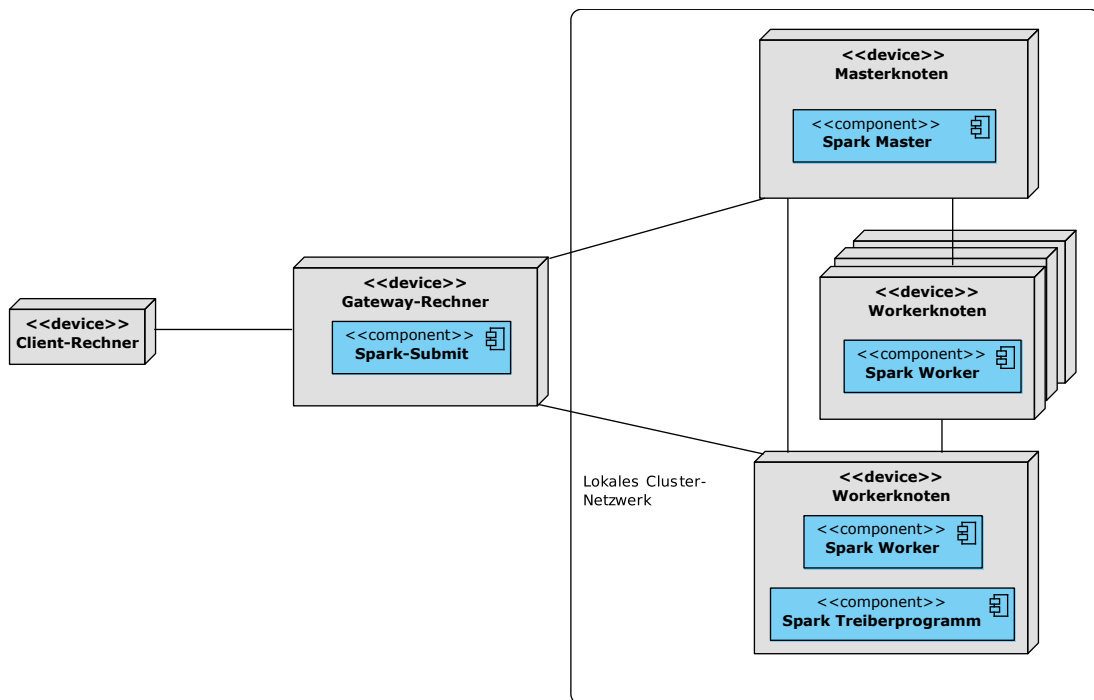 <<device>>
Masterknoten
<<component>>
Spark Master
<<device>>
Client-Rechner
<<device>>
Gateway-Rechner
<<component>>
Spark-Submit
<<device>>
Workerknoten
<<component>>
Spark Worker
Lokales Cluster-
Netzwerk
<<device>>
Workerknoten
<<component>>
Spark Worker
<<component>>
Spark Treiberprogramm